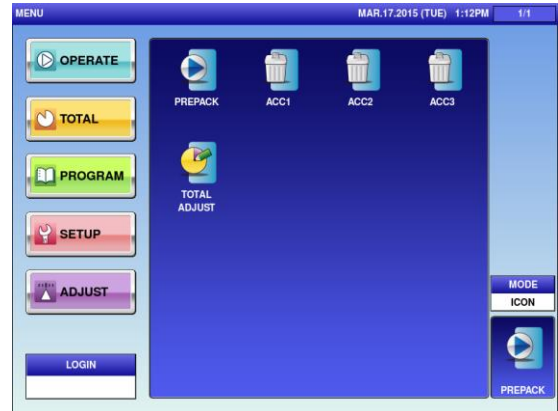 MENU
MAR.17.2015 (TUE) 1:12PM
1/1
OPERATE
TOTAL
PROGRAM
SETUP
ADJUST
LOGIN
PREPACK
ACC1
ACC2
ACC3
TOTAL
ADJUST
MODE
ICON
PREPACK